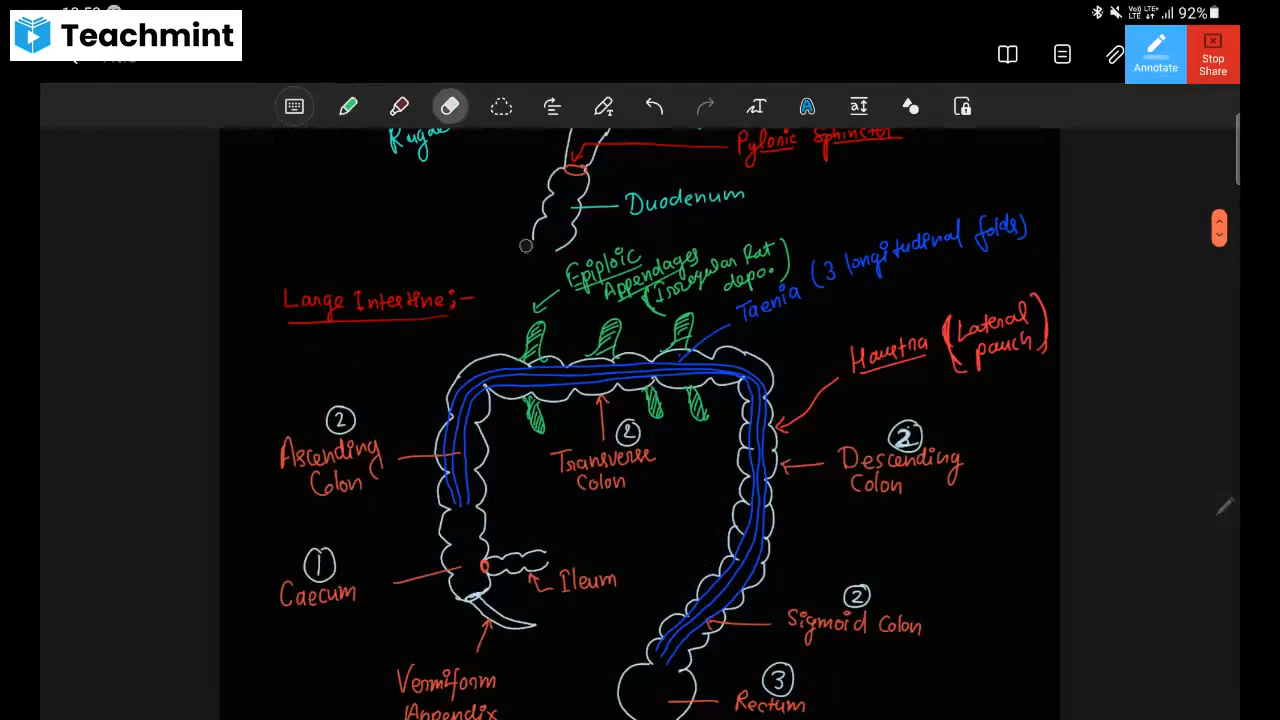 Teachmint
92%
Annotate
Stop
Share
Rugae
Pyloric Sphincter
Duodenum
Epiploic
Appendages
(Irregular Fat
depo.)
Taenia (3 longitudinal folds)
Large Intestine:-
Haustra (Lateral
pouch)
2
Ascending
Colon
2
Transverse
Colon
2
Descending
Colon
1
Caecum
Ileum
2
Sigmoid Colon
Vermiform
Appendix
3
Rectum